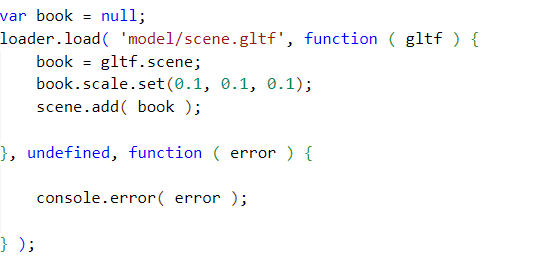 var book = null;
loader.load( 'model/scene.gltf', function ( gltf ) {
    book = gltf.scene;
    book.scale.set(0.1, 0.1, 0.1);
    scene.add( book );
}, undefined, function ( error ) {
    console.error( error );
} );